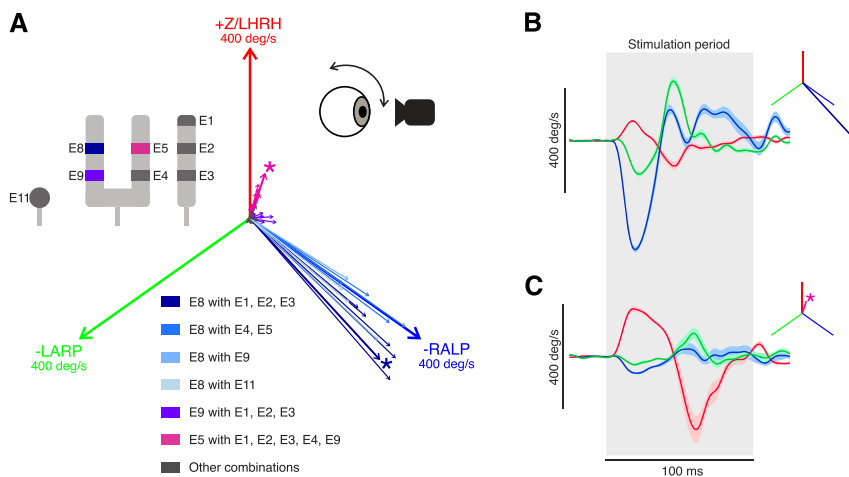 A
+Z/LHRH
400 deg/s
E1
E8
E5
E2
E9
E4
E3
E11
*
-LARP
400 deg/s
-RALP
400 deg/s
*
E8 with E1, E2, E3
E8 with E4, E5
E8 with E9
E8 with E11
E9 with E1, E2, E3
E5 with E1, E2, E3, E4, E9
Other combinations
B
Stimulation period
400 deg/s
C
*
400 deg/s
100 ms